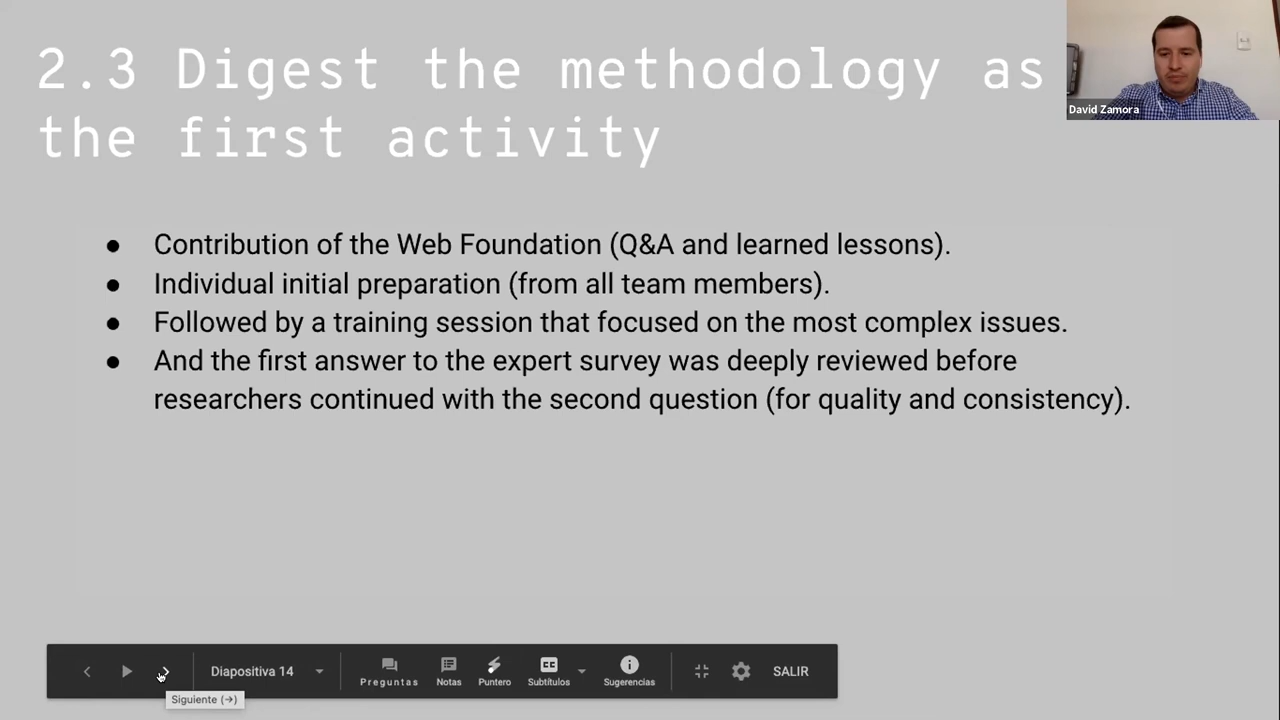 2.3 Digest the methodology as
the first activity
David Zamora
● Contribution of the Web Foundation (Q&A and learned lessons).
● Individual initial preparation (from all team members).
● Followed by a training session that focused on the most complex issues.
● And the first answer to the expert survey was deeply reviewed before
researchers continued with the second question (for quality and consistency).
Diapositiva 14
Preguntas
Notas
Puntero
CC
Subtítulos
Sugerencias
SALIR
Siguiente (→)